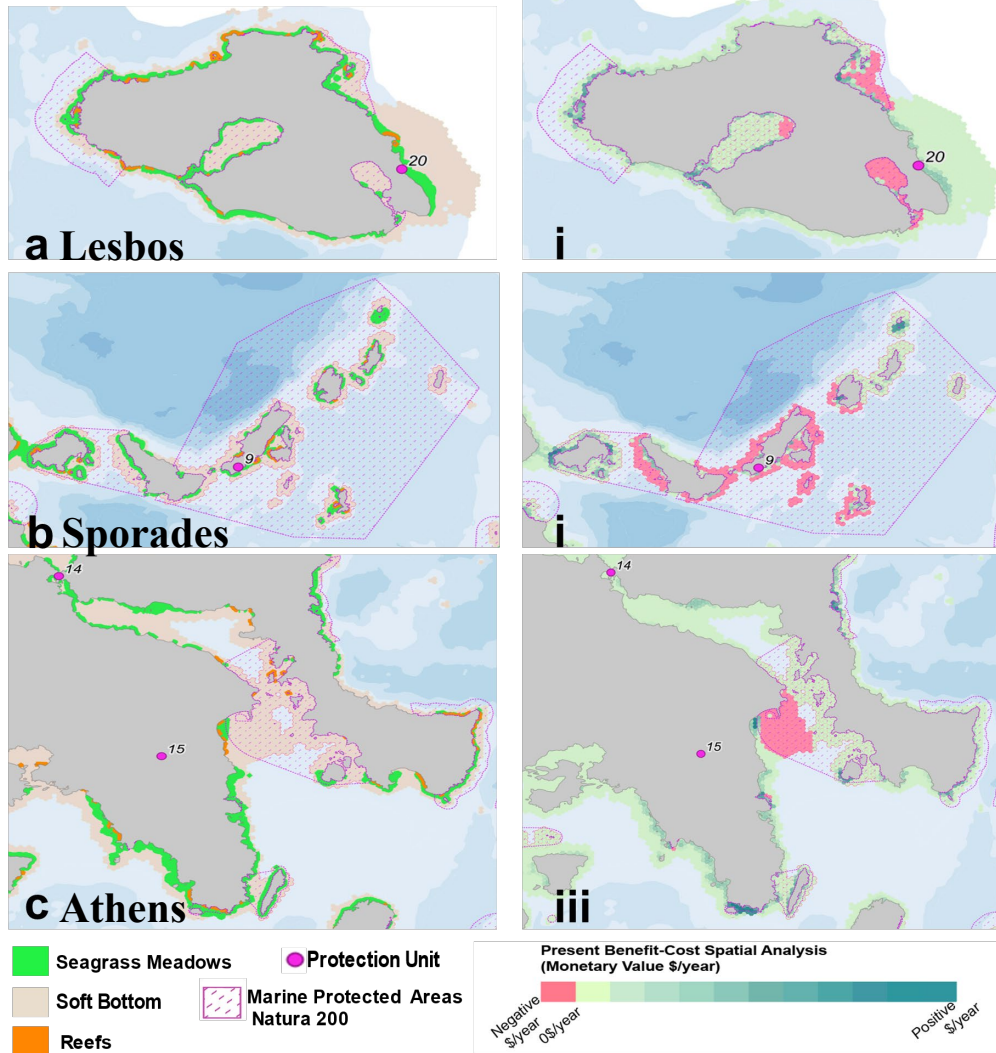 20
a Lesbos
20
i
9
b Sporades
9
i
14
15
c Athens
14
15
iii
Seagrass Meadows
Soft Bottom
Reefs
Protection Unit
Marine Protected Areas
Natura 200
Present Benefit-Cost Spatial Analysis
(Monetary Value $/year)
Negative
$/year
0$/year
Positive
$/year